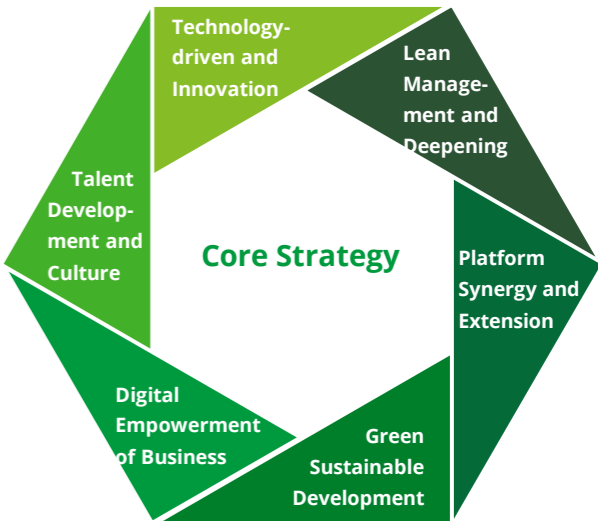 Technology-
driven and
Innovation
Lean
Manage-
ment and
Deepening
Talent
Develop-
ment and
Culture
Core Strategy
Platform
Synergy and
Extension
Digital
Empowerment
of Business
Green
Sustainable
Development